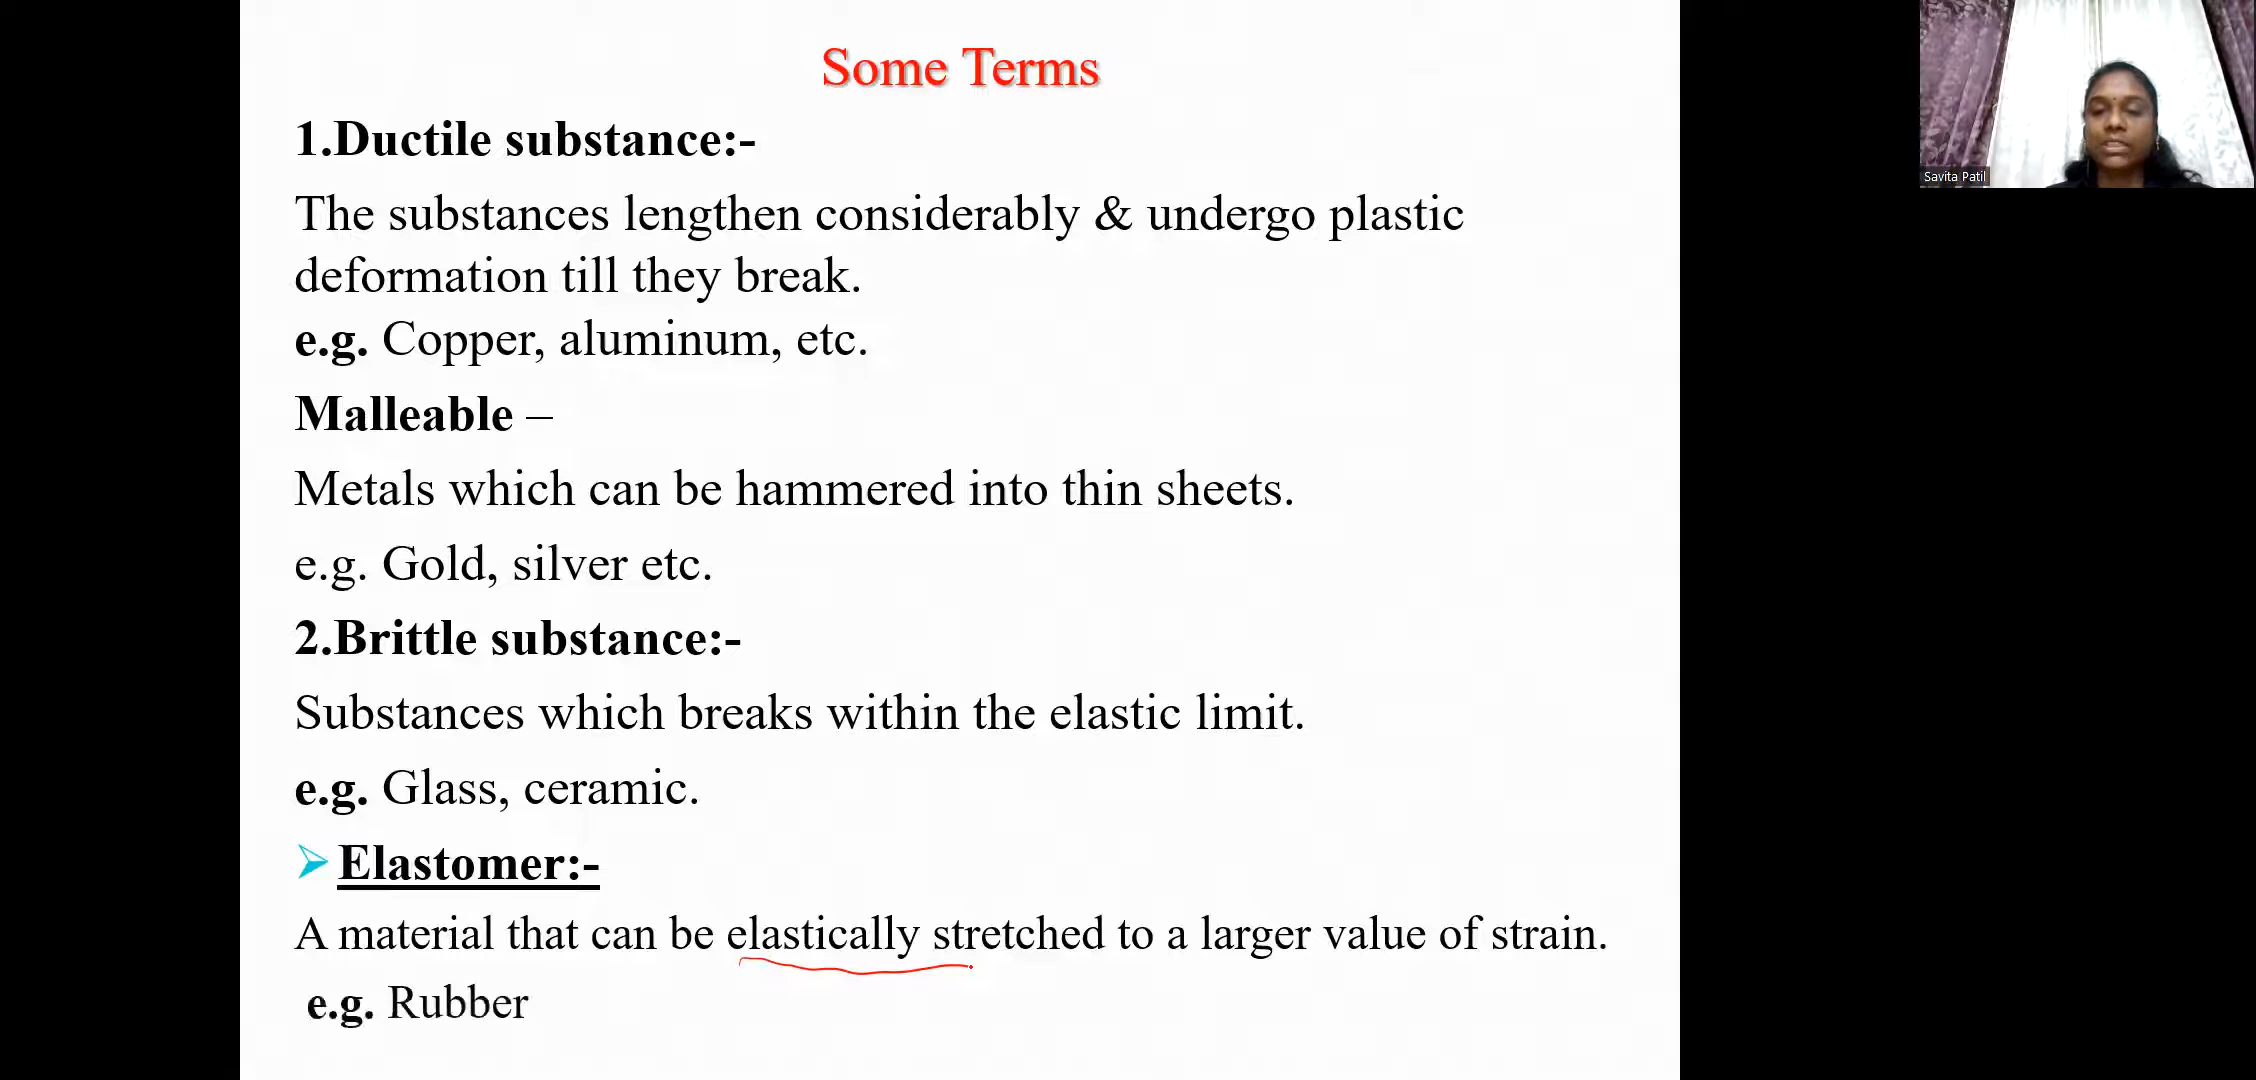 Some Terms
1.Ductile substance:-
The substances lengthen considerably & undergo plastic
deformation till they break.
e.g. Copper, aluminum, etc.
Malleable –
Metals which can be hammered into thin sheets.
e.g. Gold, silver etc.
2.Brittle substance:-
Substances which breaks within the elastic limit.
e.g. Glass, ceramic.
Elastomer:-
A material that can be elastically stretched to a larger value of strain.
e.g. Rubber
Savita Patil